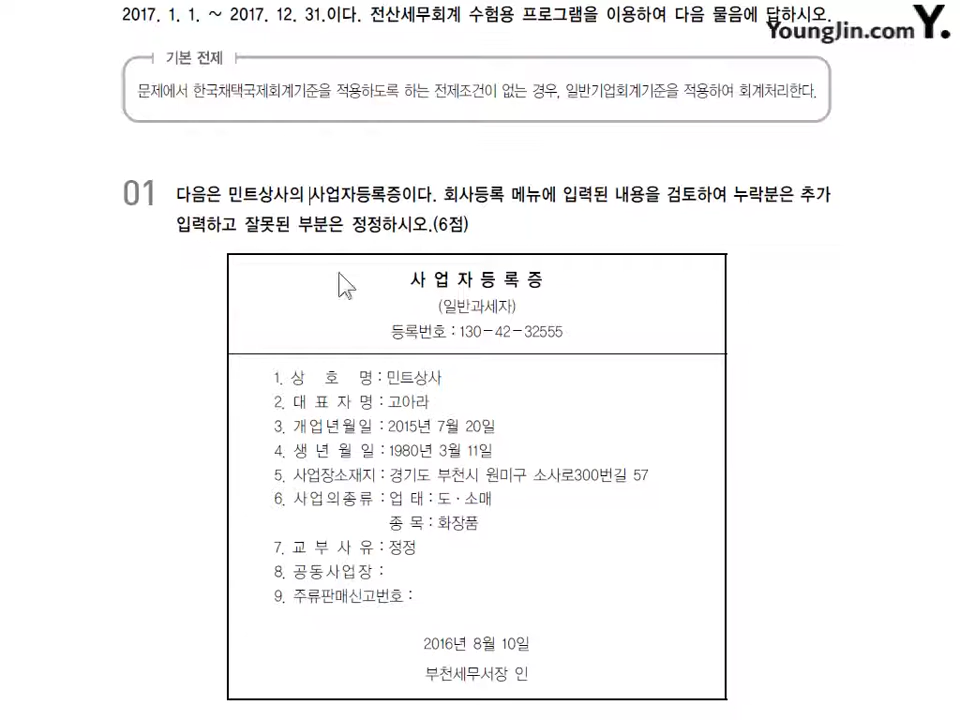 2017. 1. 1. ~ 2017. 12. 31.이다. 전산세무회계 수험용 프로그램을 이용하여 다음 물음에 답하시오.
YoungJin.com Y.
기본 전제
문제에서 한국채택국제회계기준을 적용하도록 하는 전제조건이 없는 경우, 일반기업회계기준을 적용하여 회계처리한다.
01 다음은 민트상사의 사업자등록증이다. 회사등록 메뉴에 입력된 내용을 검토하여 누락분은 추가
입력하고 잘못된 부분은 정정하시오.(6점)
사 업 자 등 록 증
(일반과세자)
등록번호 : 130-42-32555
1. 상 호 명 : 민트상사
2. 대 표 자 명 : 고아라
3. 개업년월일 : 2015년 7월 20일
4. 생 년 월 일 : 1980년 3월 11일
5. 사업장소재지 : 경기도 부천시 원미구 소사로300번길 57
6. 사업의종류 : 업 태 : 도·소매
종 목 : 화장품
7. 교 부 사 유 : 정정
8. 공동사업장 :
9. 주류판매신고번호 :
2016년 8월 10일
부천세무서장 인